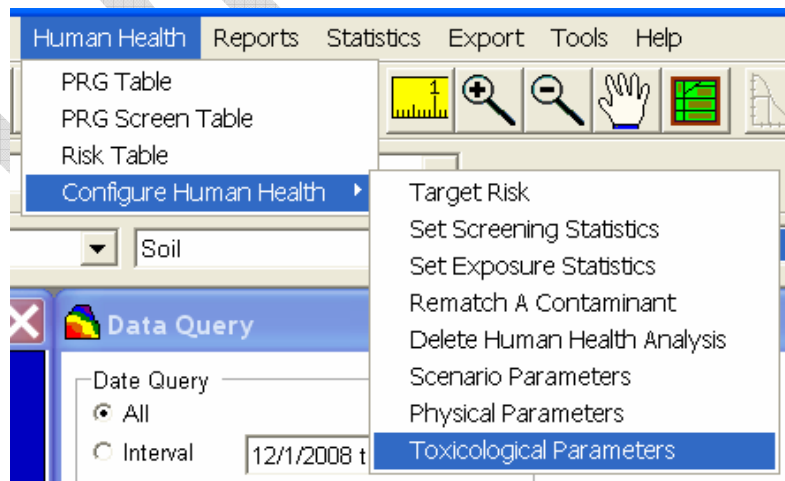 Human Health Reports Statistics Export Tools Help
PRG Table
PRG Screen Table
Risk Table
Configure Human Health
Target Risk
Set Screening Statistics
Set Exposure Statistics
Rematch A Contaminant
Delete Human Health Analysis
Scenario Parameters
Physical Parameters
Toxicological Parameters
1
Soil
Data Query
Date Query
All
Interval 12/1/2008 t